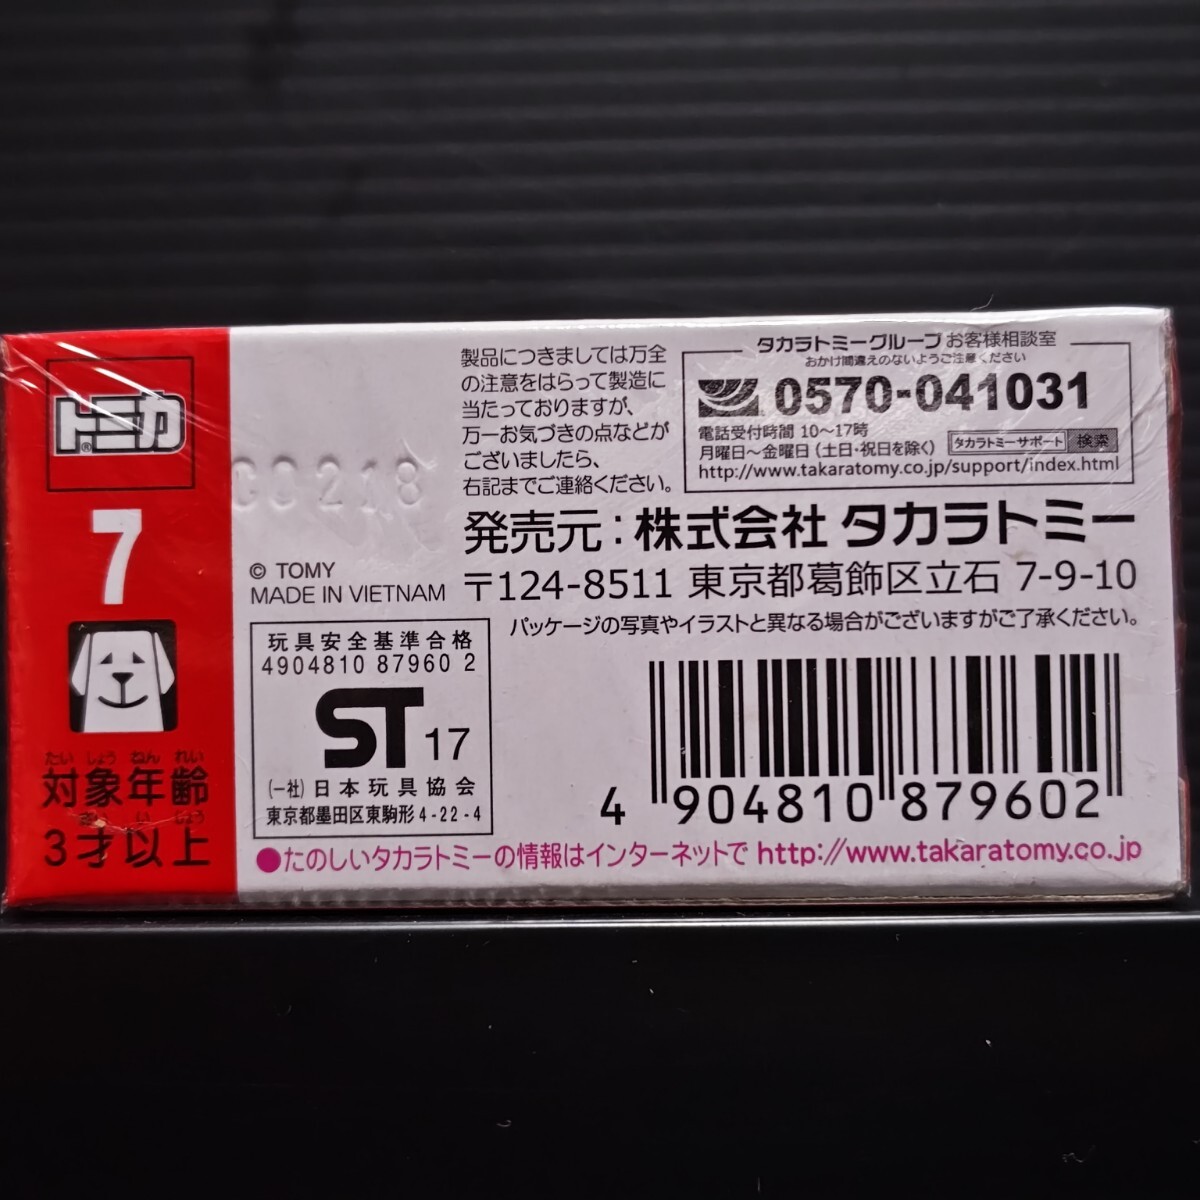 トミカ®
7
たいしょうねんれい
対象年齢
さいいじょう
3才以上
G00218
© TOMY
MADE IN VIETNAM
製品につきましては万全
の注意をはらって製造に
当たっておりますが、
万一お気づきの点などが
ございましたら、
右記までご連絡ください。
タカラトミーグループ お客様相談室
おかけ間違えのないようご注意ください
0570-041031
電話受付時間 10〜17時
月曜日〜金曜日（土日・祝日を除く）
タカラトミーサポート 検索
http://www.takaratomy.co.jp/support/index.html
発売元：株式会社 タカラトミー
〒124-8511 東京都葛飾区立石 7-9-10
パッケージの写真やイラストと異なる場合がございますがご了承ください。
玩具安全基準合格
4904810 87960 2
ST 17
(一社) 日本玩具協会
東京都墨田区東駒形 4-22-4
4 904810 879602
●たのしいタカラトミーの情報はインターネットで http://www.takaratomy.co.jp